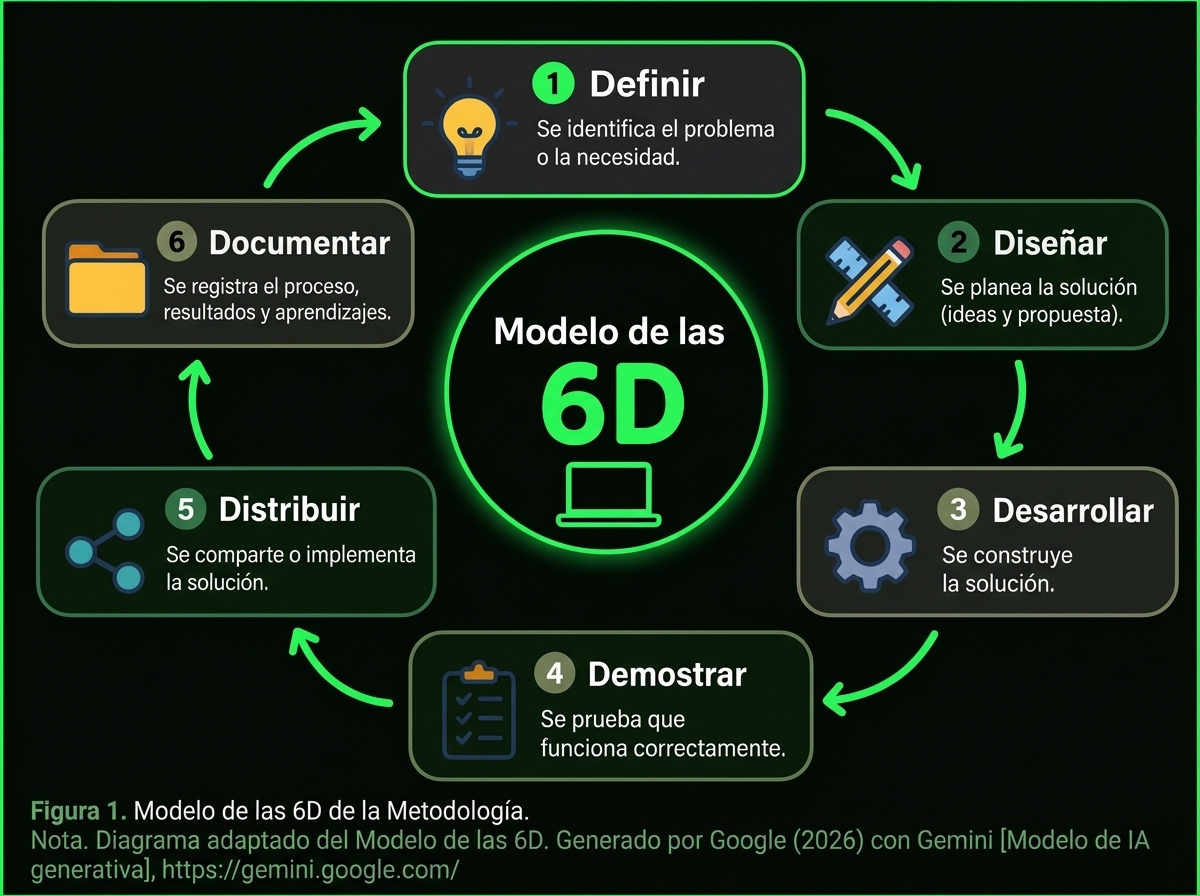 1 Definir
Se identifica el problema
o la necesidad.
2 Diseñar
Se planea la solución
(ideas y propuesta).
3 Desarrollar
Se construye
la solución.
4 Demostrar
Se prueba que
funciona correctamente.
5 Distribuir
Se comparte o implementa
la solución.
6 Documentar
Se registra el proceso,
resultados y aprendizajes.
Modelo de las
6D
Figura 1. Modelo de las 6D de la Metodología.
Nota. Diagrama adaptado del Modelo de las 6D. Generado por Google (2026) con Gemini [Modelo de IA
generativa], https://gemini.google.com/